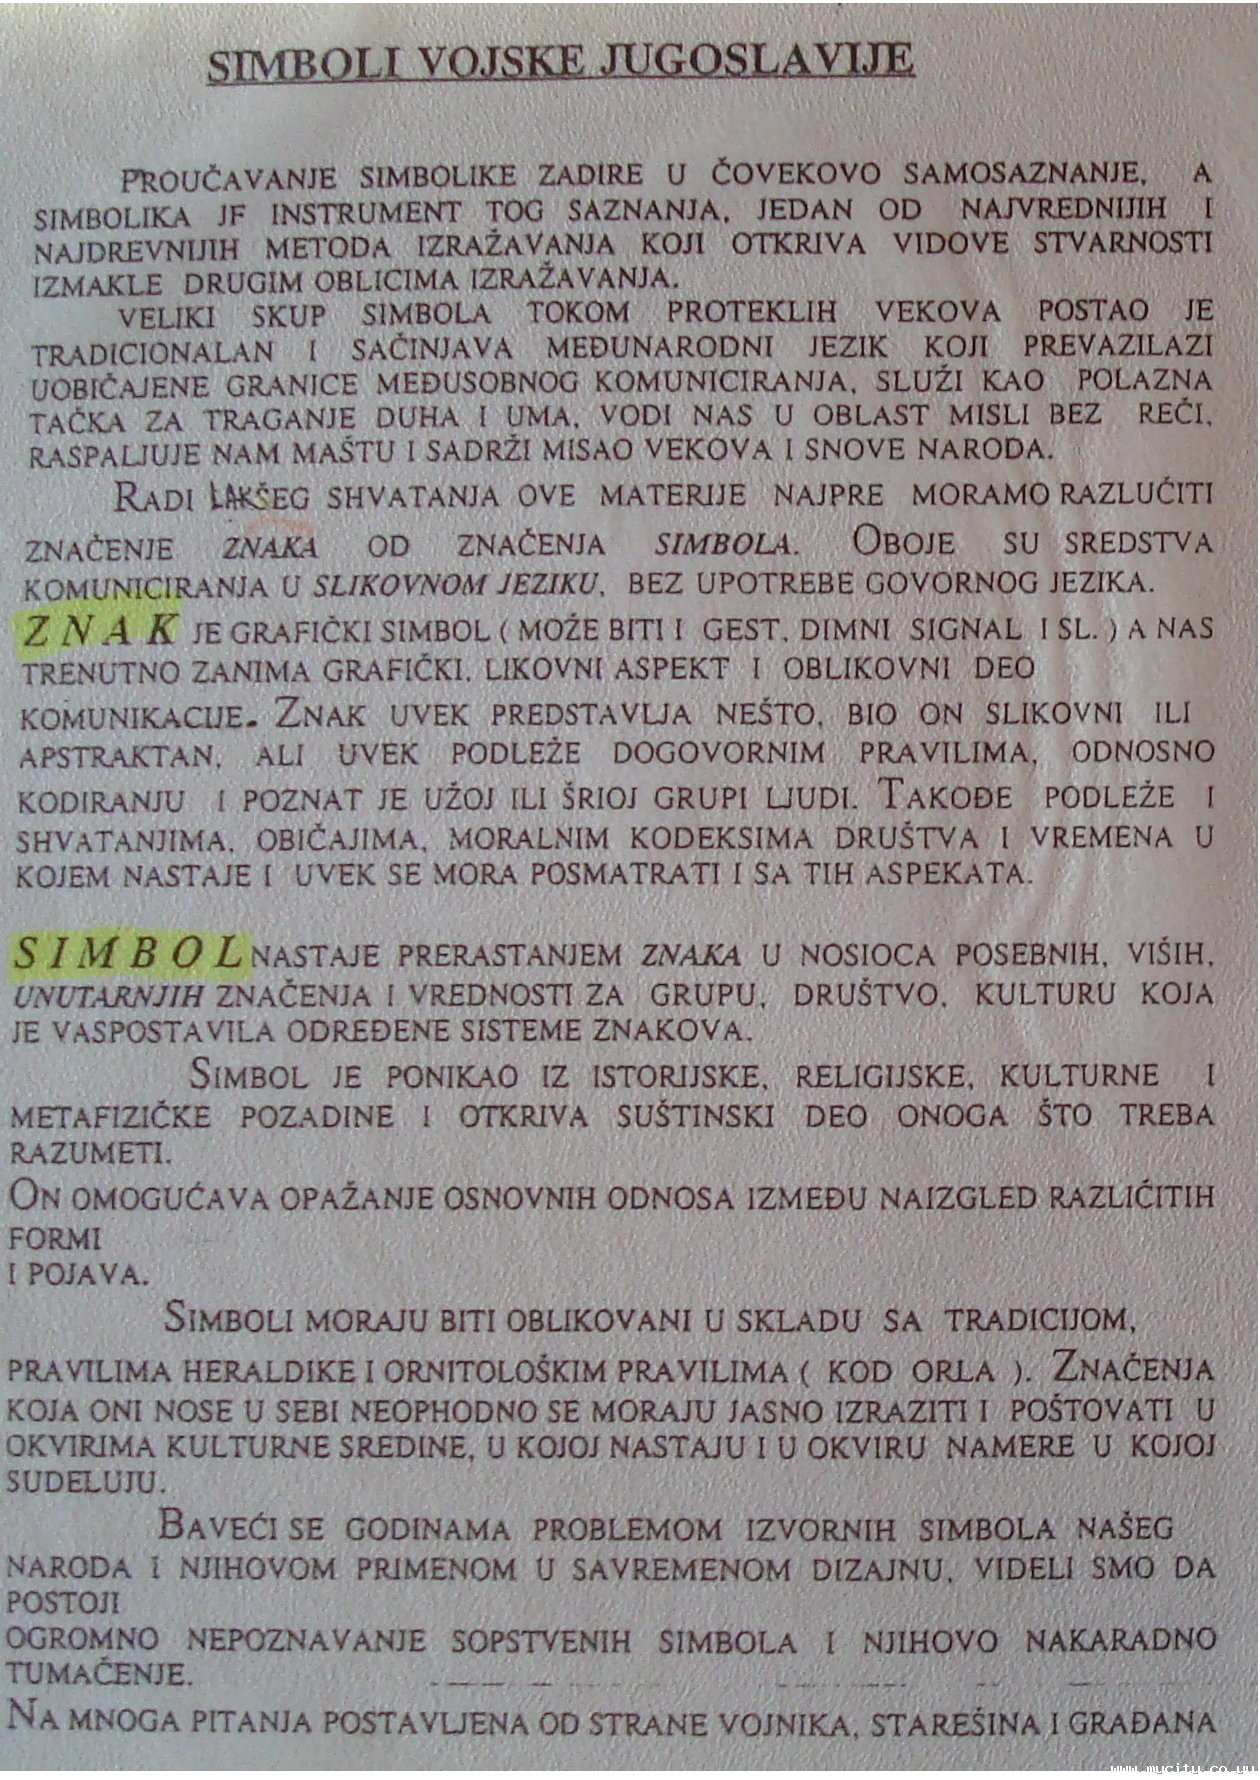 SIMBOLI VOJSKE JUGOSLAVIJE
PROUČAVANJE SIMBOLIKE ZADIRE U ČOVEKOVO SAMOSAZNANJE, A
SIMBOLIKA JE INSTRUMENT TOG SAZNANJA, JEDAN OD NAJVREDNIJIH I
NAJDREVNIJIH METODA IZRAŽAVANJA KOJI OTKRIVA VIDOVE STVARNOSTI
IZMAKLE DRUGIM OBLICIMA IZRAŽAVANJA.
VELIKI SKUP SIMBOLA TOKOM PROTEKLIH VEKOVA POSTAO JE
TRADICIONALAN I SAČINJAVA MEĐUNARODNI JEZIK KOJI PREVAZILAZI
UOBIČAJENE GRANICE MEĐUSOBNOG KOMUNICIRANJA, SLUŽI KAO POLAZNA
TAČKA ZA TRAGANJE DUHA I UMA, VODI NAS U OBLAST MISLI BEZ REČI,
RASPALJUJE NAM MAŠTU I SADRŽI MISAO VEKOVA I SNOVE NARODA.
RADI LAKŠEG SHVATANJA OVE MATERIJE NAJPRE MORAMO RAZLUČITI
ZNAČENJE ZNAKA OD ZNAČENJA SIMBOLA. OBOJE SU SREDSTVA
KOMUNICIRANJA U SLIKOVNOM JEZIKU, BEZ UPOTREBE GOVORNOG JEZIKA.
ZNAK JE GRAFIČKI SIMBOL ( MOŽE BITI I GEST, DIMNI SIGNAL I SL. ) A NAS
TRENUTNO ZANIMA GRAFIČKI, LIKOVNI ASPEKT I OBLIKOVNI DEO
KOMUNIKACIJE. ZNAK UVEK PREDSTAVLJA NEŠTO, BIO ON SLIKOVNI ILI
APSTRAKTAN, ALI UVEK PODLEŽE DOGOVORNIM PRAVILIMA, ODNOSNO
KODIRANJU I POZNAT JE UŽOJ ILI ŠRIOJ GRUPI LJUDI. TAKOĐE PODLEŽE I
SHVATANJIMA, OBIČAJIMA, MORALNIM KODEKSIMA DRUŠTVA I VREMENA U
KOJEM NASTAJE I UVEK SE MORA POSMATRATI I SA TIH ASPEKATA.
SIMBOL NASTAJE PRERASTANJEM ZNAKA U NOSIOCA POSEBNIH, VIŠIH,
UNUTARNJIH ZNAČENJA I VREDNOSTI ZA GRUPU, DRUŠTVO, KULTURU KOJA
JE VASPOSTAVILA ODREĐENE SISTEME ZNAKOVA.
SIMBOL JE PONIKAO IZ ISTORIJSKE, RELIGIJSKE, KULTURNE I
METAFIZIČKE POZADINE I OTKRIVA SUŠTINSKI DEO ONOGA ŠTO TREBA
RAZUMETI.
ON OMOGUĆAVA OPAŽANJE OSNOVNIH ODNOSA IZMEĐU NAIZGLED RAZLIČITIH
FORMI
I POJAVA.
SIMBOLI MORAJU BITI OBLIKOVANI U SKLADU SA TRADICIJOM,
PRAVILIMA HERALDIKE I ORNITOLOŠKIM PRAVILIMA ( KOD ORLA ). ZNAČENJA
KOJA ONI NOSE U SEBI NEOPHODNO SE MORAJU JASNO IZRAZITI I POŠTOVATI U
OKVIRIMA KULTURNE SREDINE, U KOJOJ NASTAJU I U OKVIRU NAMERE U KOJOJ
SUDELUJU.
BAVEĆI SE GODINAMA PROBLEMOM IZVORNIH SIMBOLA NAŠEG
NARODA I NJIHOVOM PRIMENOM U SAVREMENOM DIZAJNU, VIDELI SMO DA
POSTOJI
OGROMNO NEPOZNAVANJE SOPSTVENIH SIMBOLA I NJIHOVO NAKARADNO
TUMAČENJE.
NA MNOGA PITANJA POSTAVLJENA OD STRANE VOJNIKA, STAREŠINA I GRAĐANA
www.mycity.co.yu